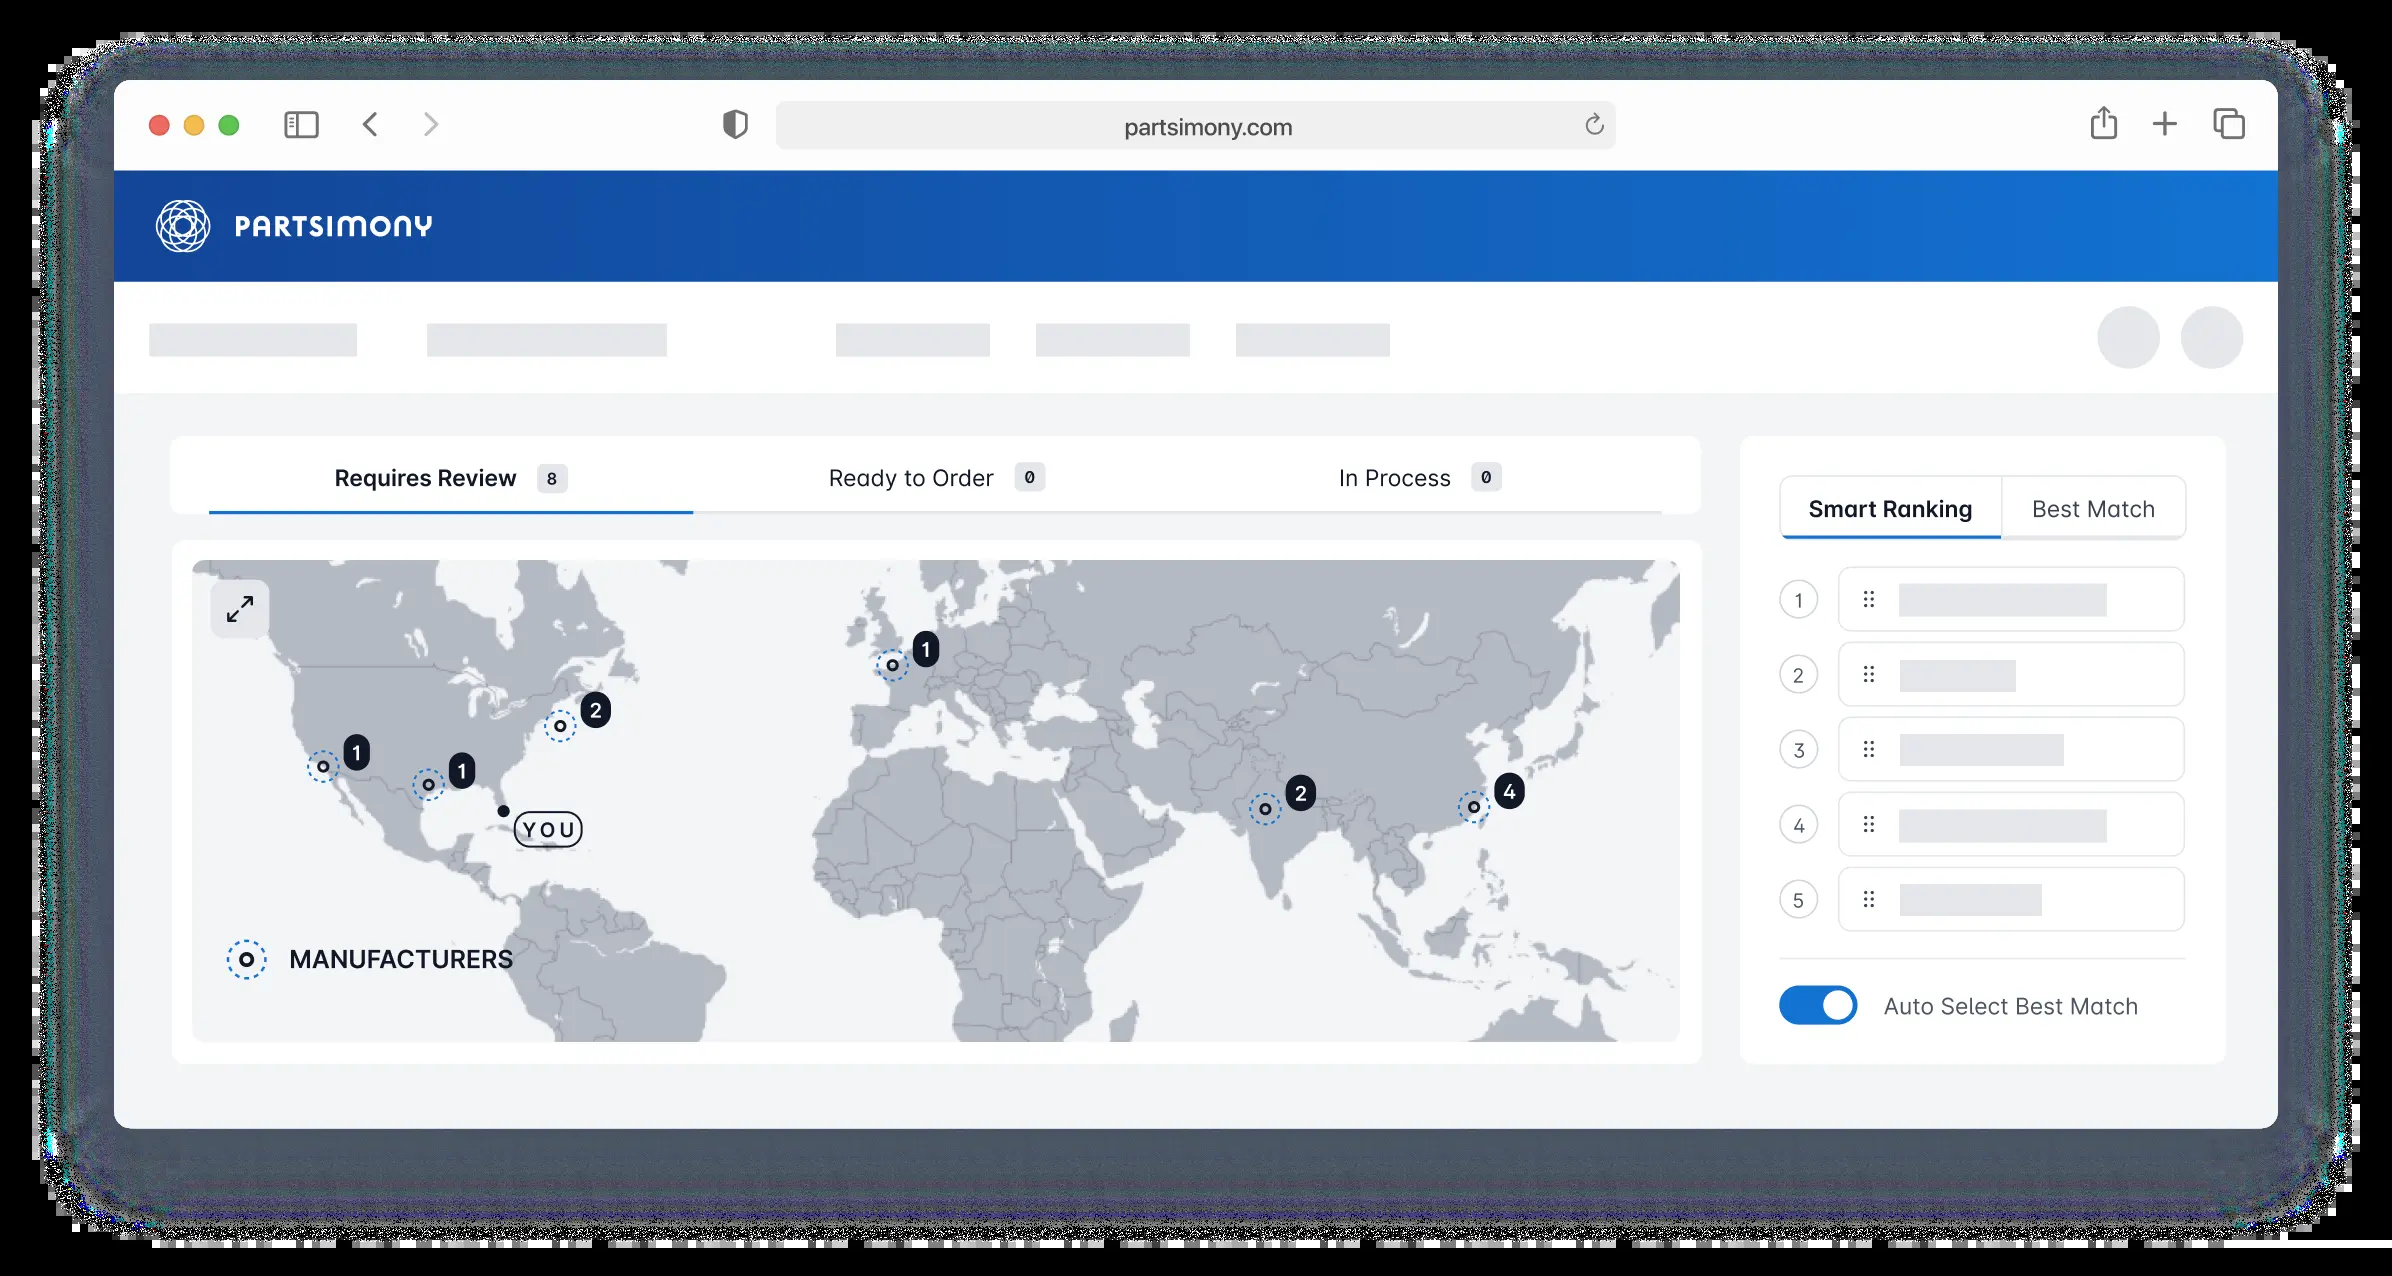 partsimony.com
PARTSIMONY
Requires Review 8
Ready to Order 0
In Process 0
1
2
1
1
YOU
2
4
MANUFACTURERS
Smart Ranking
Best Match
1
2
3
4
5
Auto Select Best Match